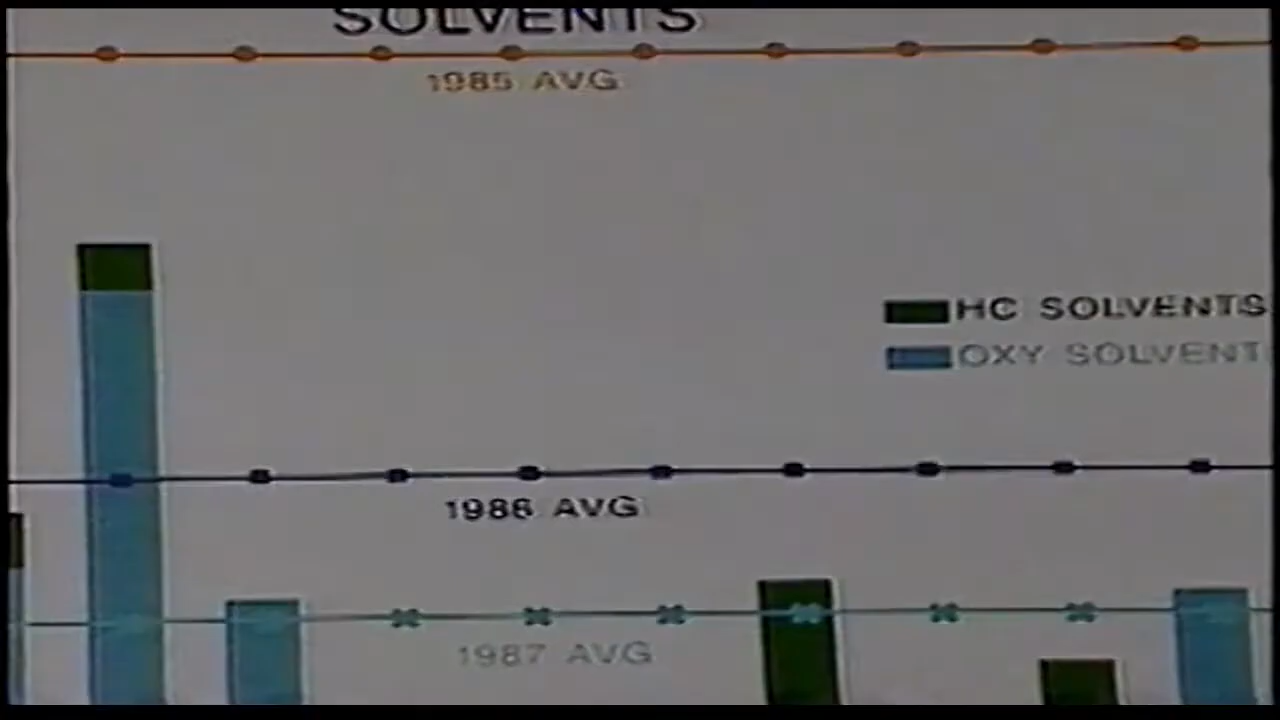 SOLVENTS
1985 AVG
HC SOLVENTS
OXY SOLVENT
1986 AVG
1987 AVG